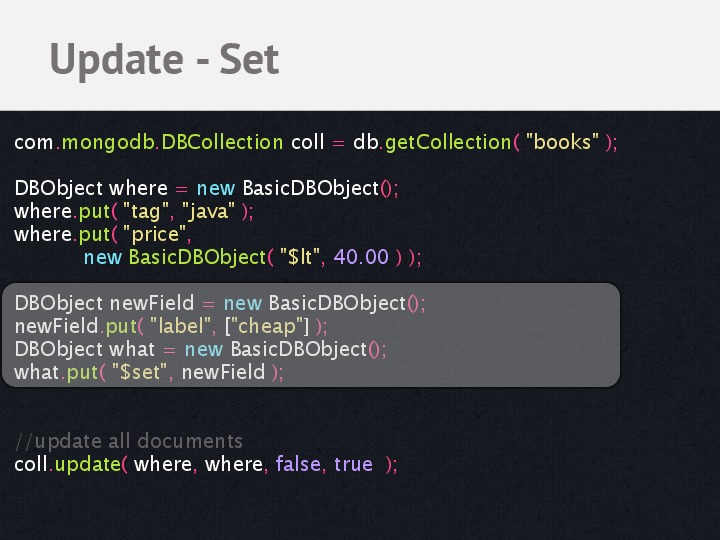 Update - Set
com.mongodb.DBCollection coll = db.getCollection( "books" );
DBObject where = new BasicDBObject();
where.put( "tag", "java" );
where.put( "price",
new BasicDBObject( "$lt", 40.00 ) );
DBObject newField = new BasicDBObject();
newField.put( "label", ["cheap"] );
DBObject what = new BasicDBObject();
what.put( "$set", newField );
//update all documents
coll.update( where, where, false, true  );